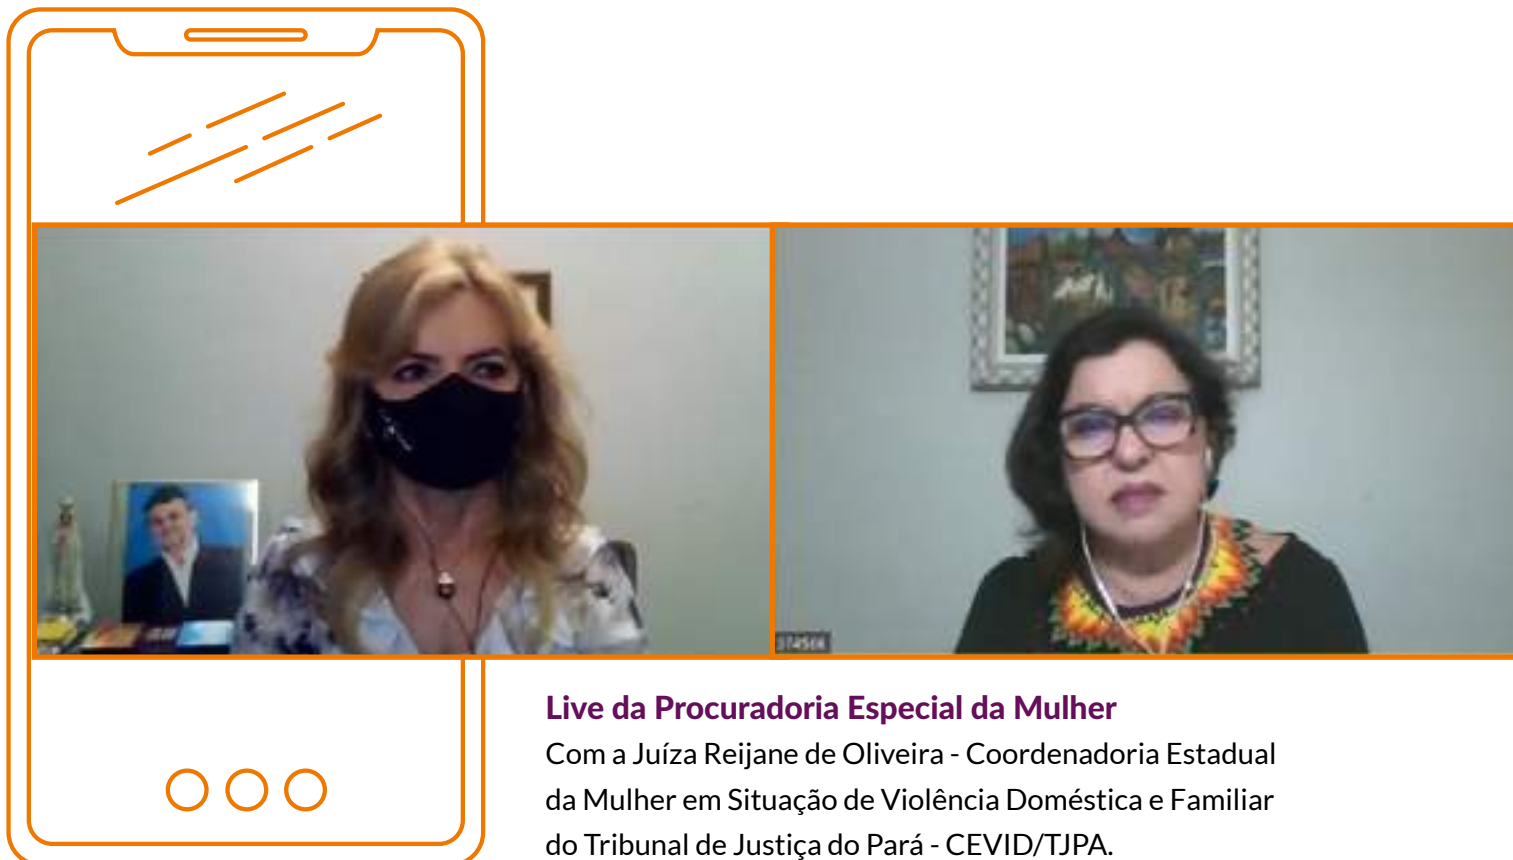 Live da Procuradoria Especial da Mulher
Com a Juíza Reijane de Oliveira - Coordenadoria Estadual
da Mulher em Situação de Violência Doméstica e Familiar
do Tribunal de Justiça do Pará - CEVID/TJPA.